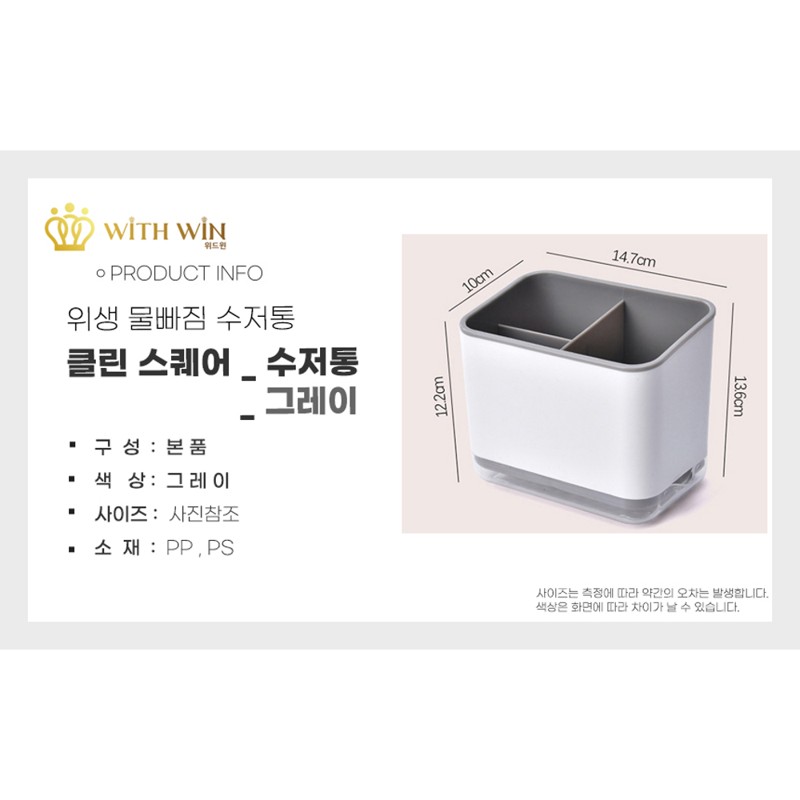 WITH WIN
위드윈
PRODUCT INFO
위생 물빠짐 수저통
클린 스퀘어 _ 수저통
_ 그레이
▪ 구 성 : 본 품
▪ 색 상 : 그 레 이
▪ 사이즈 : 사진참조
▪ 소 재 : PP , PS
10cm
14.7cm
12.2cm
13.6cm
사이즈는 측정에 따라 약간의 오차는 발생합니다.
색상은 화면에 따라 차이가 날 수 있습니다.